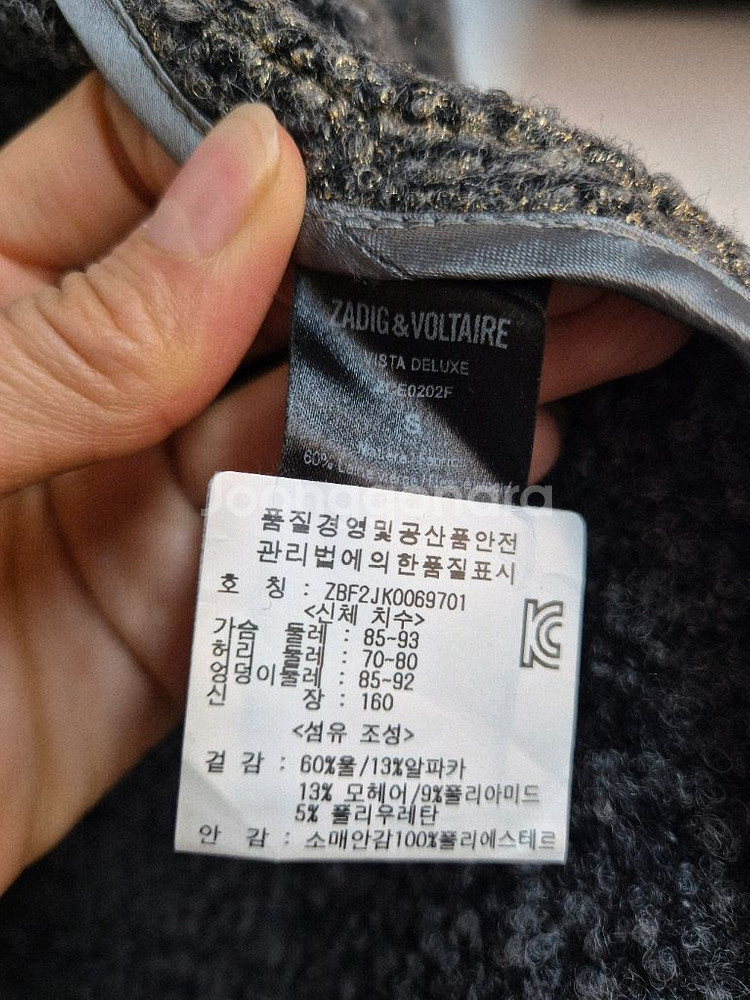 ZADIG & VOLTAIRE
VISTA DELUXE
S
60%
Joonggonara
품질경영및공산품안전
관리법에의한품질표시
호 칭 : ZBF2JK0069701
<신체 치수>
가슴 둘레 : 85~93
허리 둘레 : 70~80
엉덩이둘레 : 85~92
신 장 : 160
<섬유 조성>
겉 감 : 60%울/13%알파카
13% 모헤어/9%폴리아미드
5% 폴리우레탄
안 감 : 소매안감100%폴리에스테르